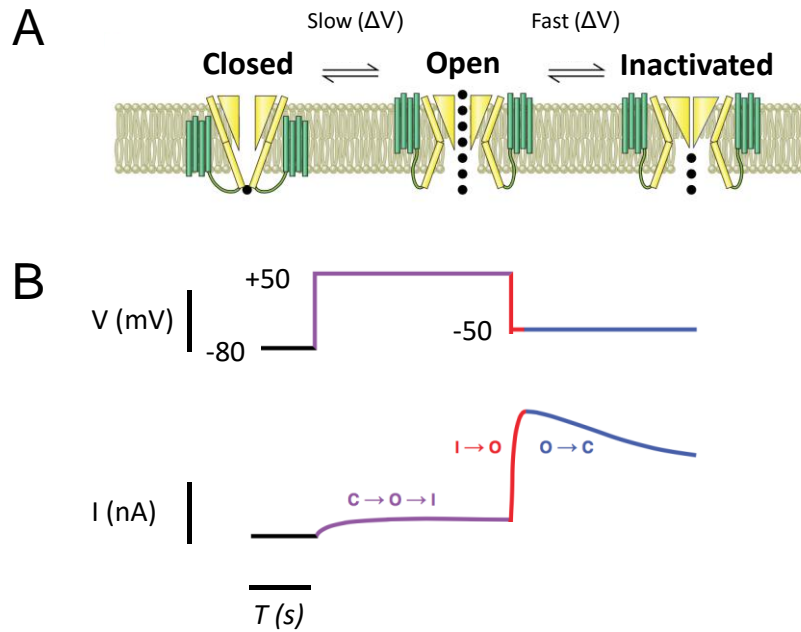 A
Slow (ΔV)
Fast (ΔV)
Closed
Open
Inactivated
B
V (mV)
+50
-80
-50
I (nA)
C → O → I
I → O
O → C
T (s)